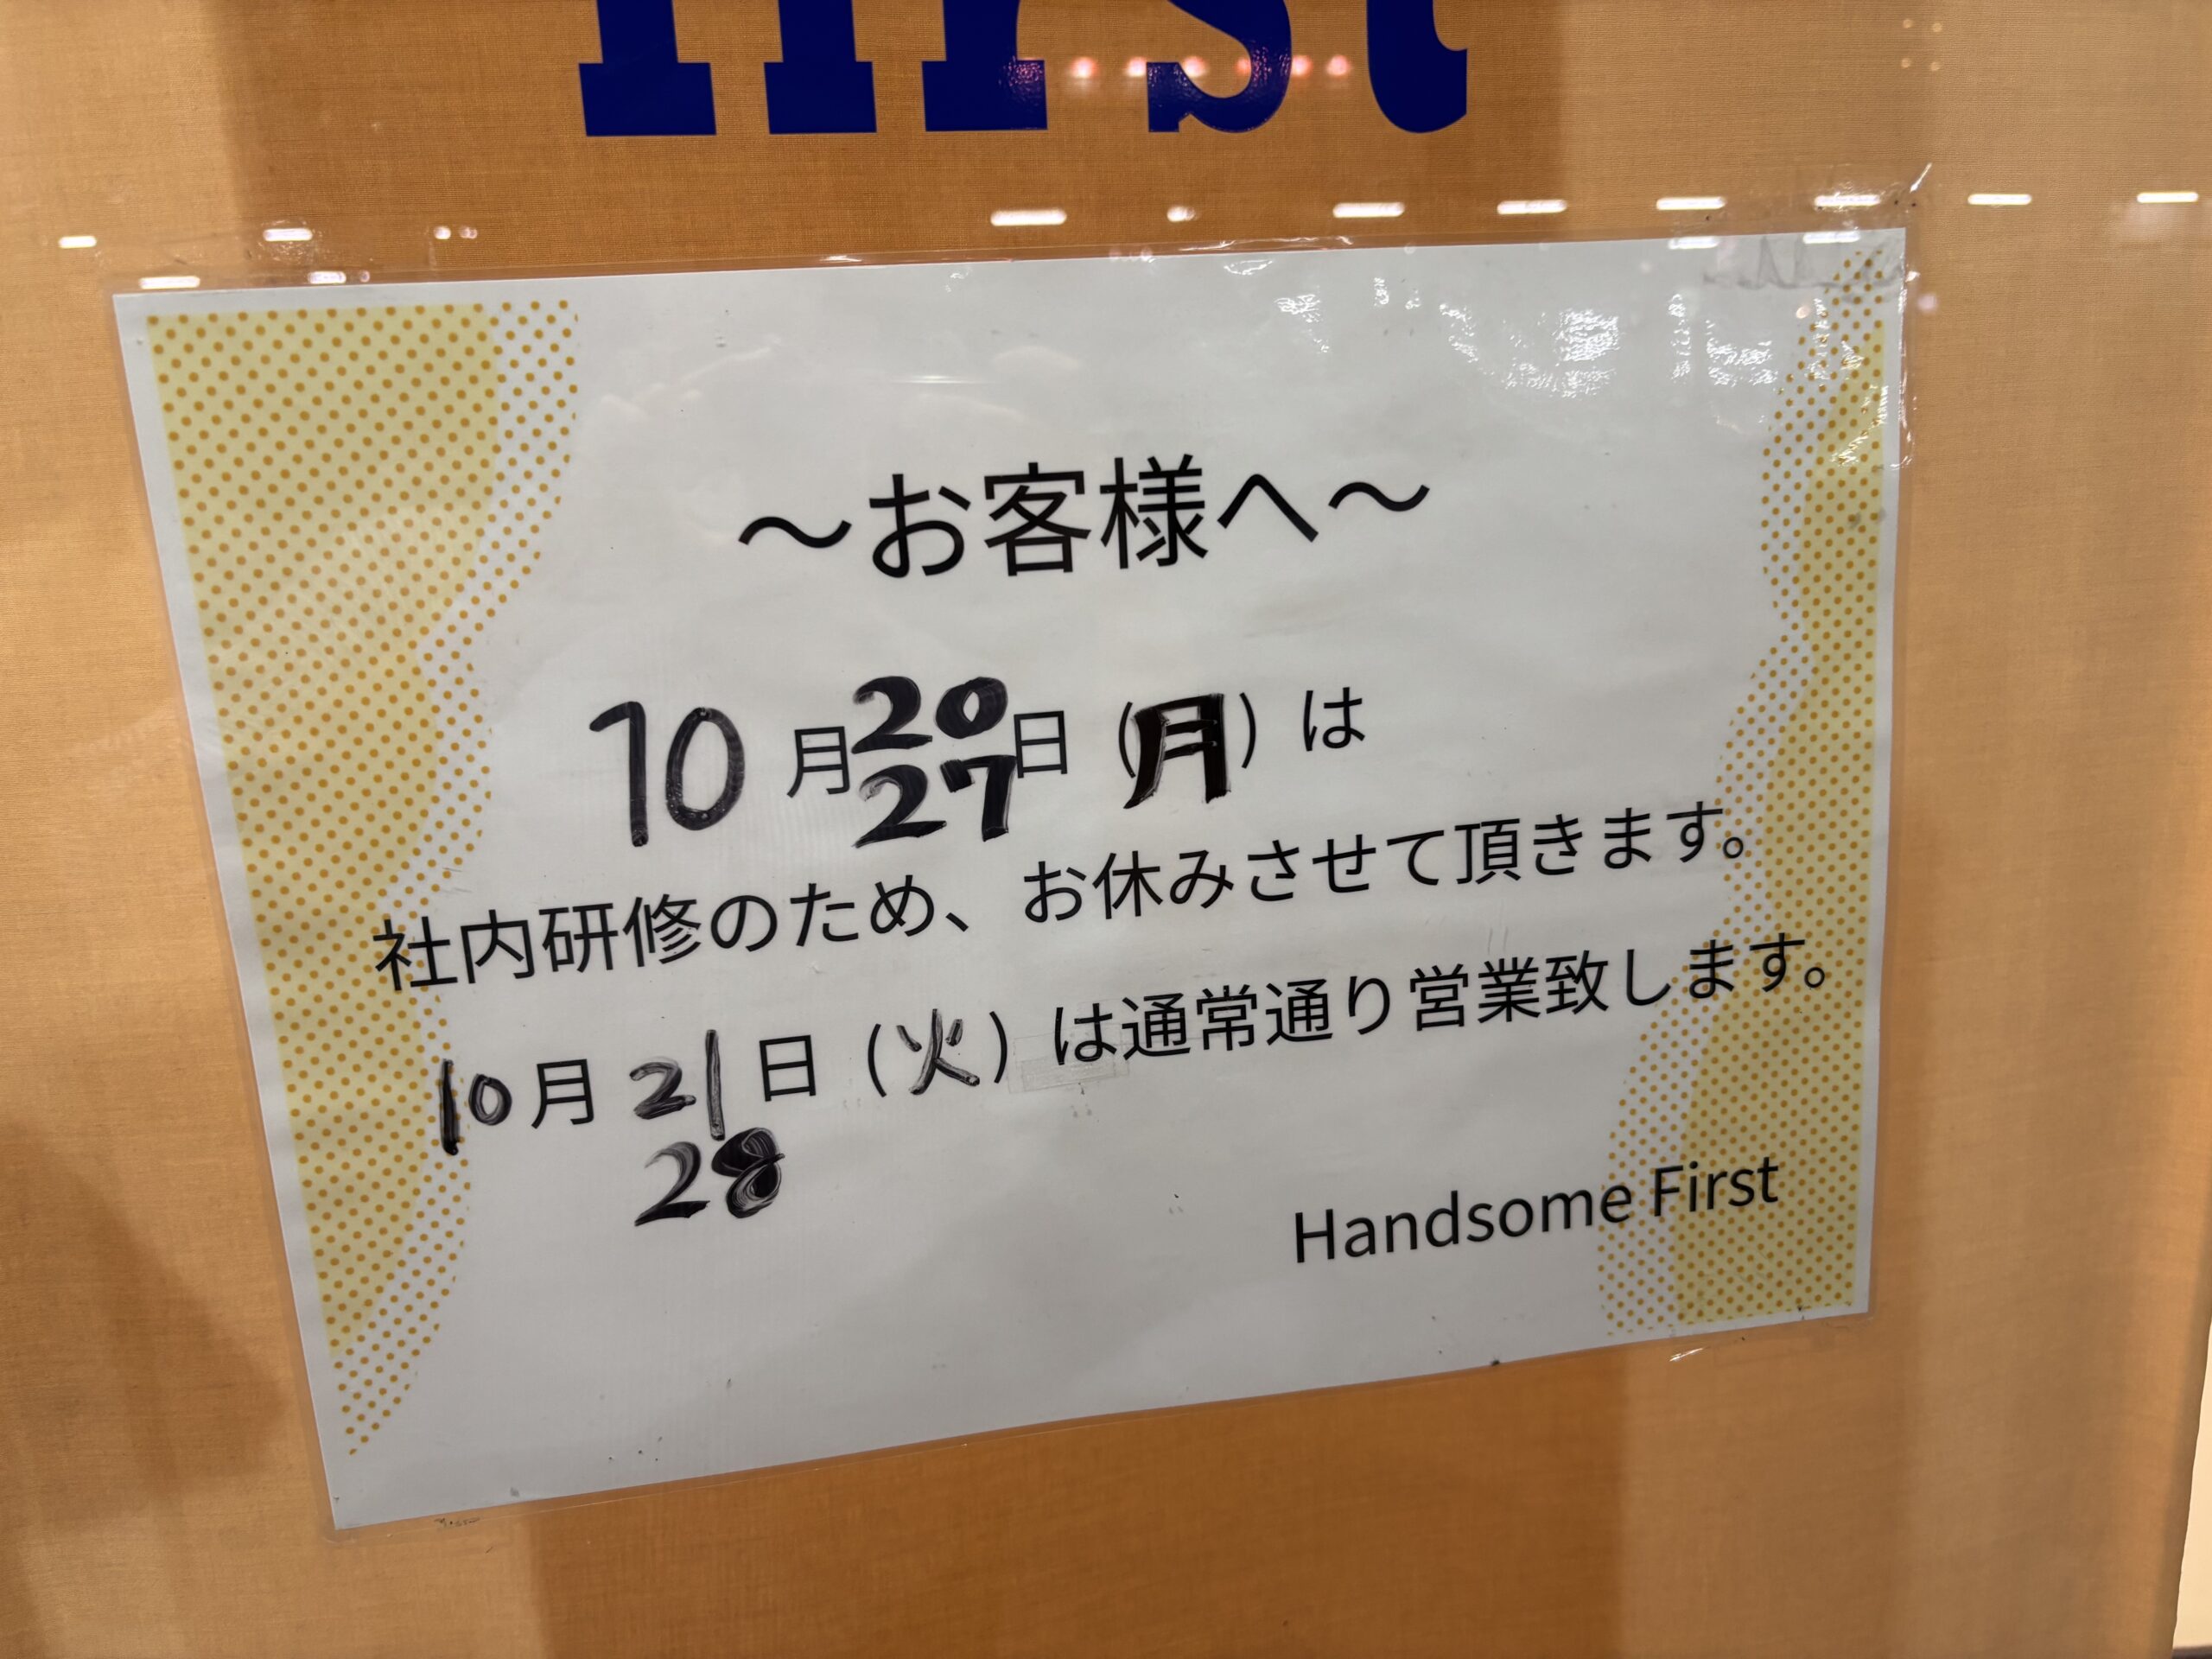 first
～お客様へ～
10月20日（月）は
27
社内研修のため、お休みさせて頂きます。
10月21日（火）は通常通り営業致します。
28
Handsome First